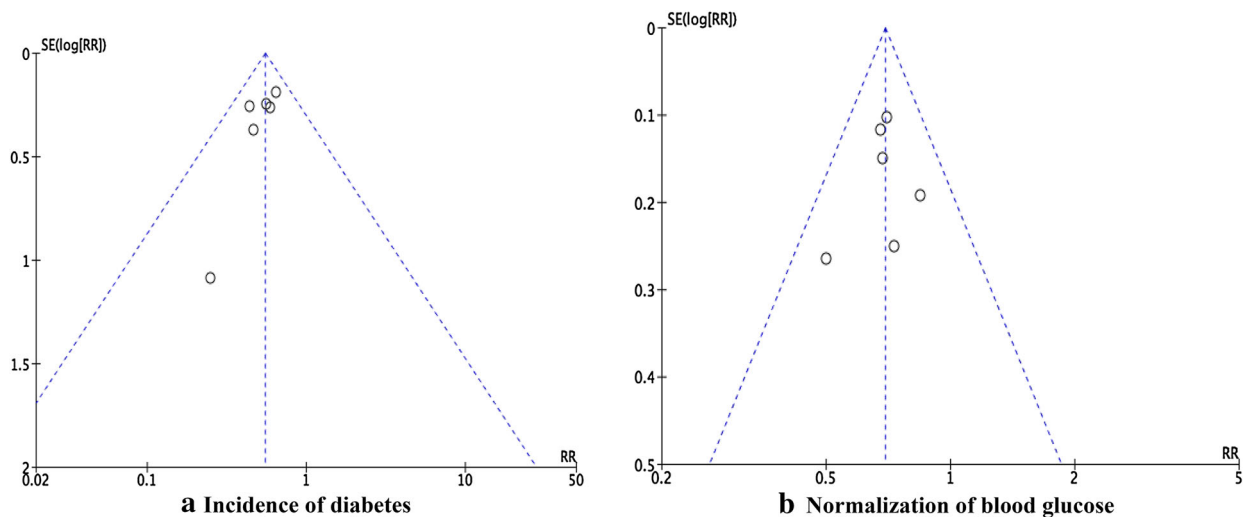 SE(log[RR])
0
0.5
1
1.5
2
RR
0.02 0.1 1 10 50
a Incidence of diabetes
SE(log[RR])
0
0.1
0.2
0.3
0.4
0.5
RR
0.2 0.5 1 2 5
b Normalization of blood glucose